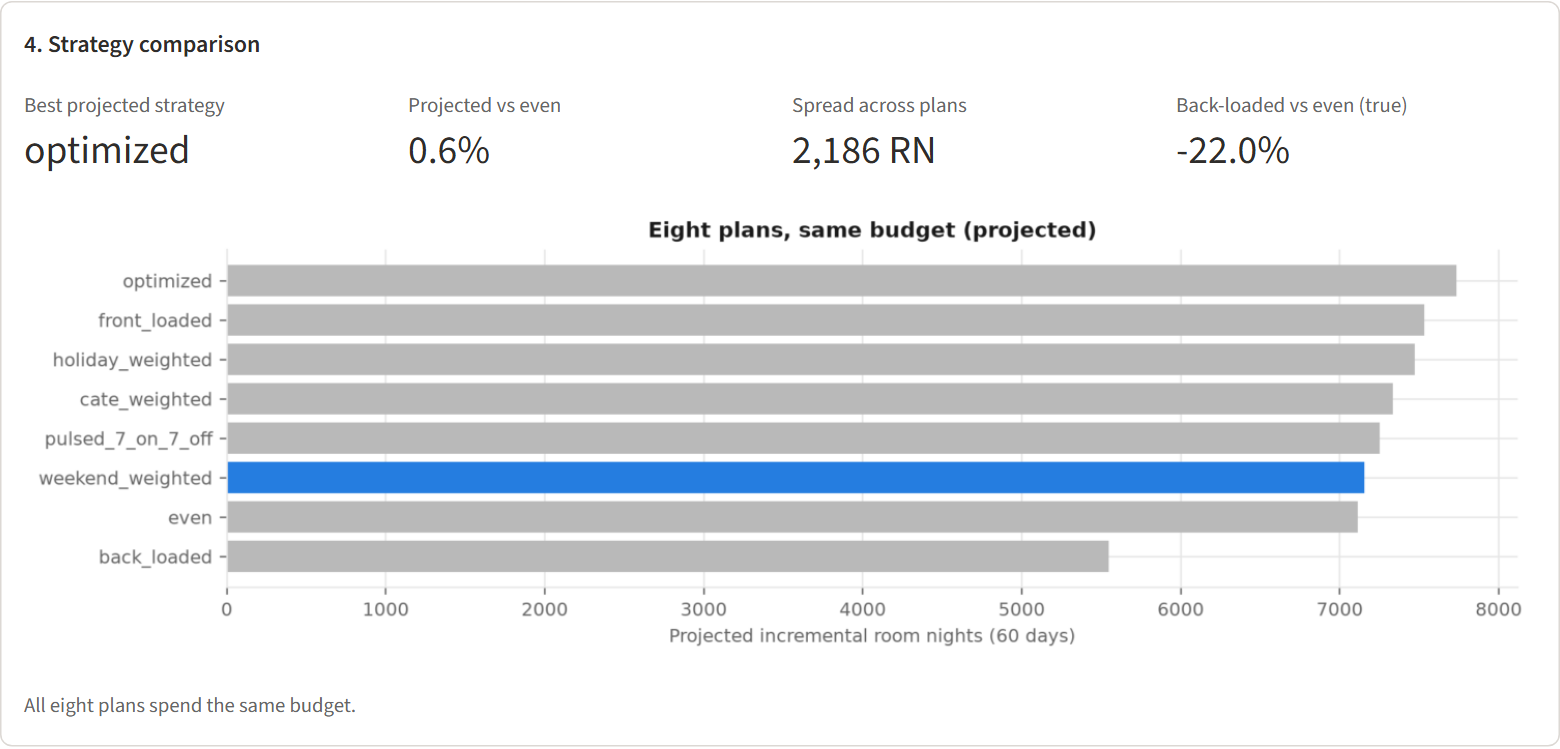 4. Strategy comparison
Best projected strategy
optimized
Projected vs even
0.6%
Spread across plans
2,186 RN
Back-loaded vs even (true)
-22.0%
Eight plans, same budget (projected)
optimized
front_loaded
holiday_weighted
cate_weighted
pulsed_7_on_7_off
weekend_weighted
even
back_loaded
0 1000 2000 3000 4000 5000 6000 7000 8000
Projected incremental room nights (60 days)
All eight plans spend the same budget.